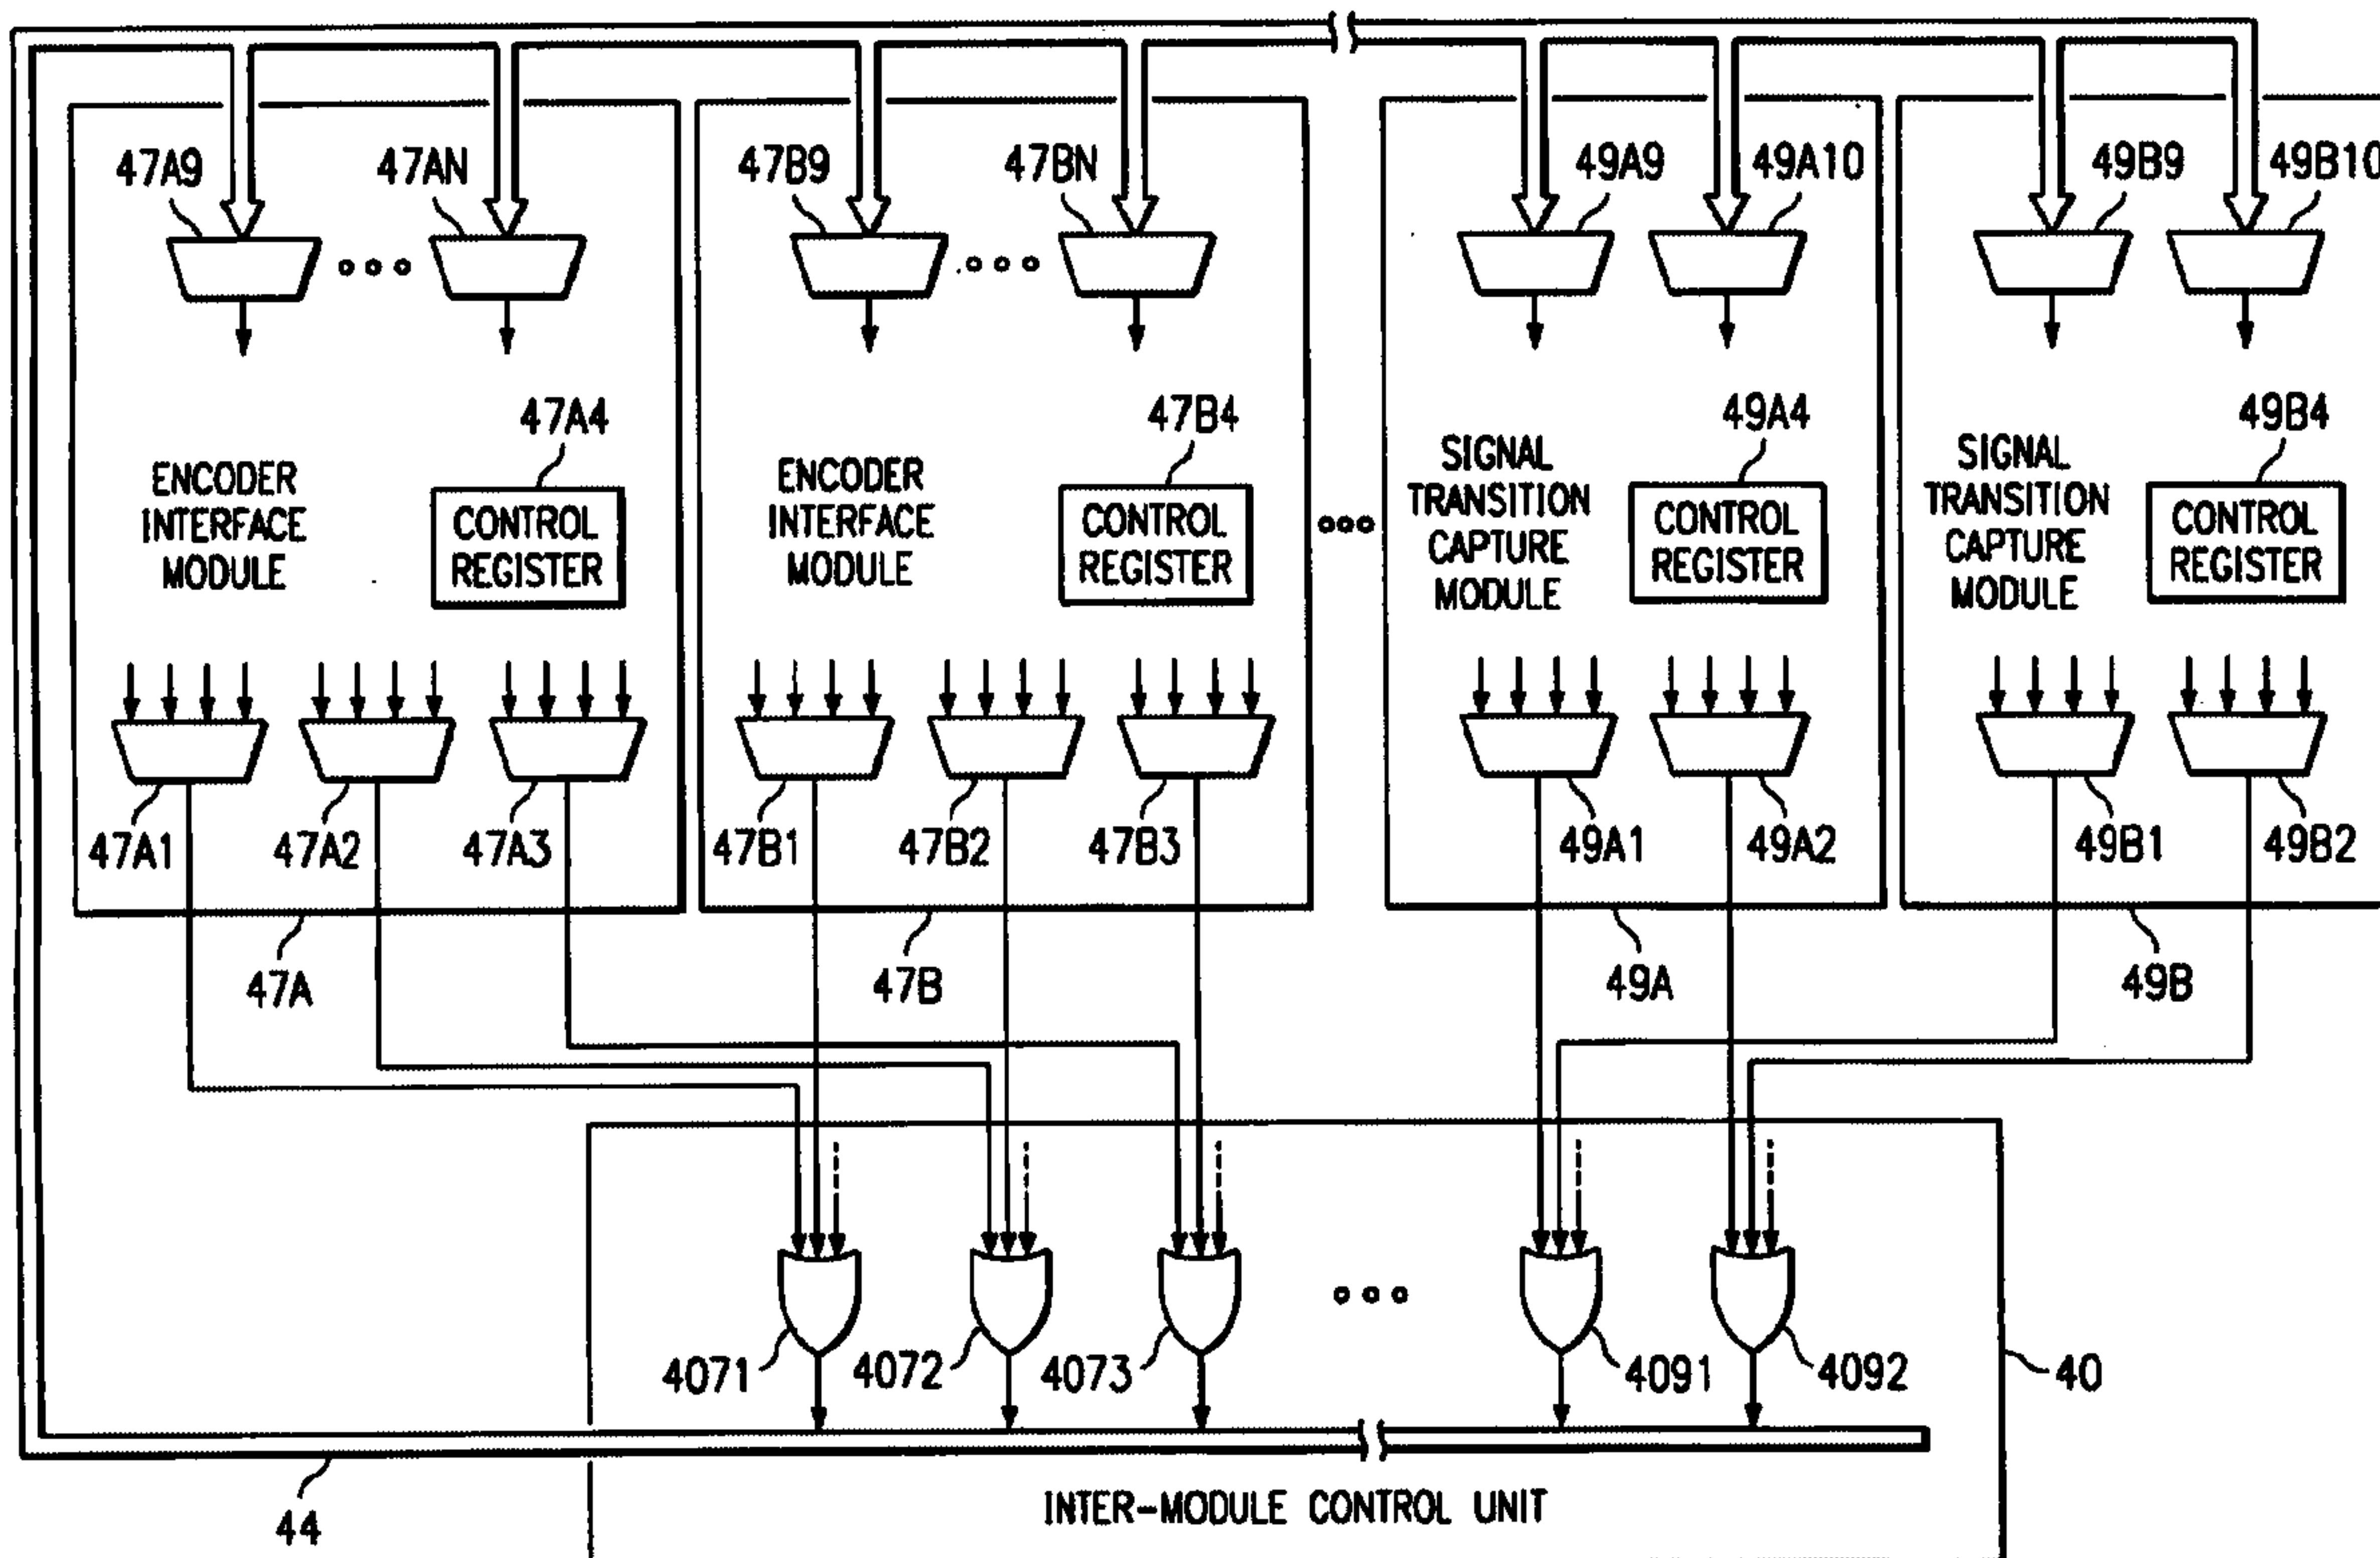 47A9
47AN
47B9
47BN
49A9
49A10
49B9
49B10
47A4
ENCODER
INTERFACE
MODULE
CONTROL
REGISTER
47B4
ENCODER
INTERFACE
MODULE
CONTROL
REGISTER
49A4
SIGNAL
TRANSITION
CAPTURE
MODULE
CONTROL
REGISTER
49B4
SIGNAL
TRANSITION
CAPTURE
MODULE
CONTROL
REGISTER
47A1
47A2
47A3
47B1
47B2
47B3
49A1
49A2
49B1
49B2
47A
47B
49A
49B
4071
4072
4073
4091
4092
40
44
INTER-MODULE CONTROL UNIT